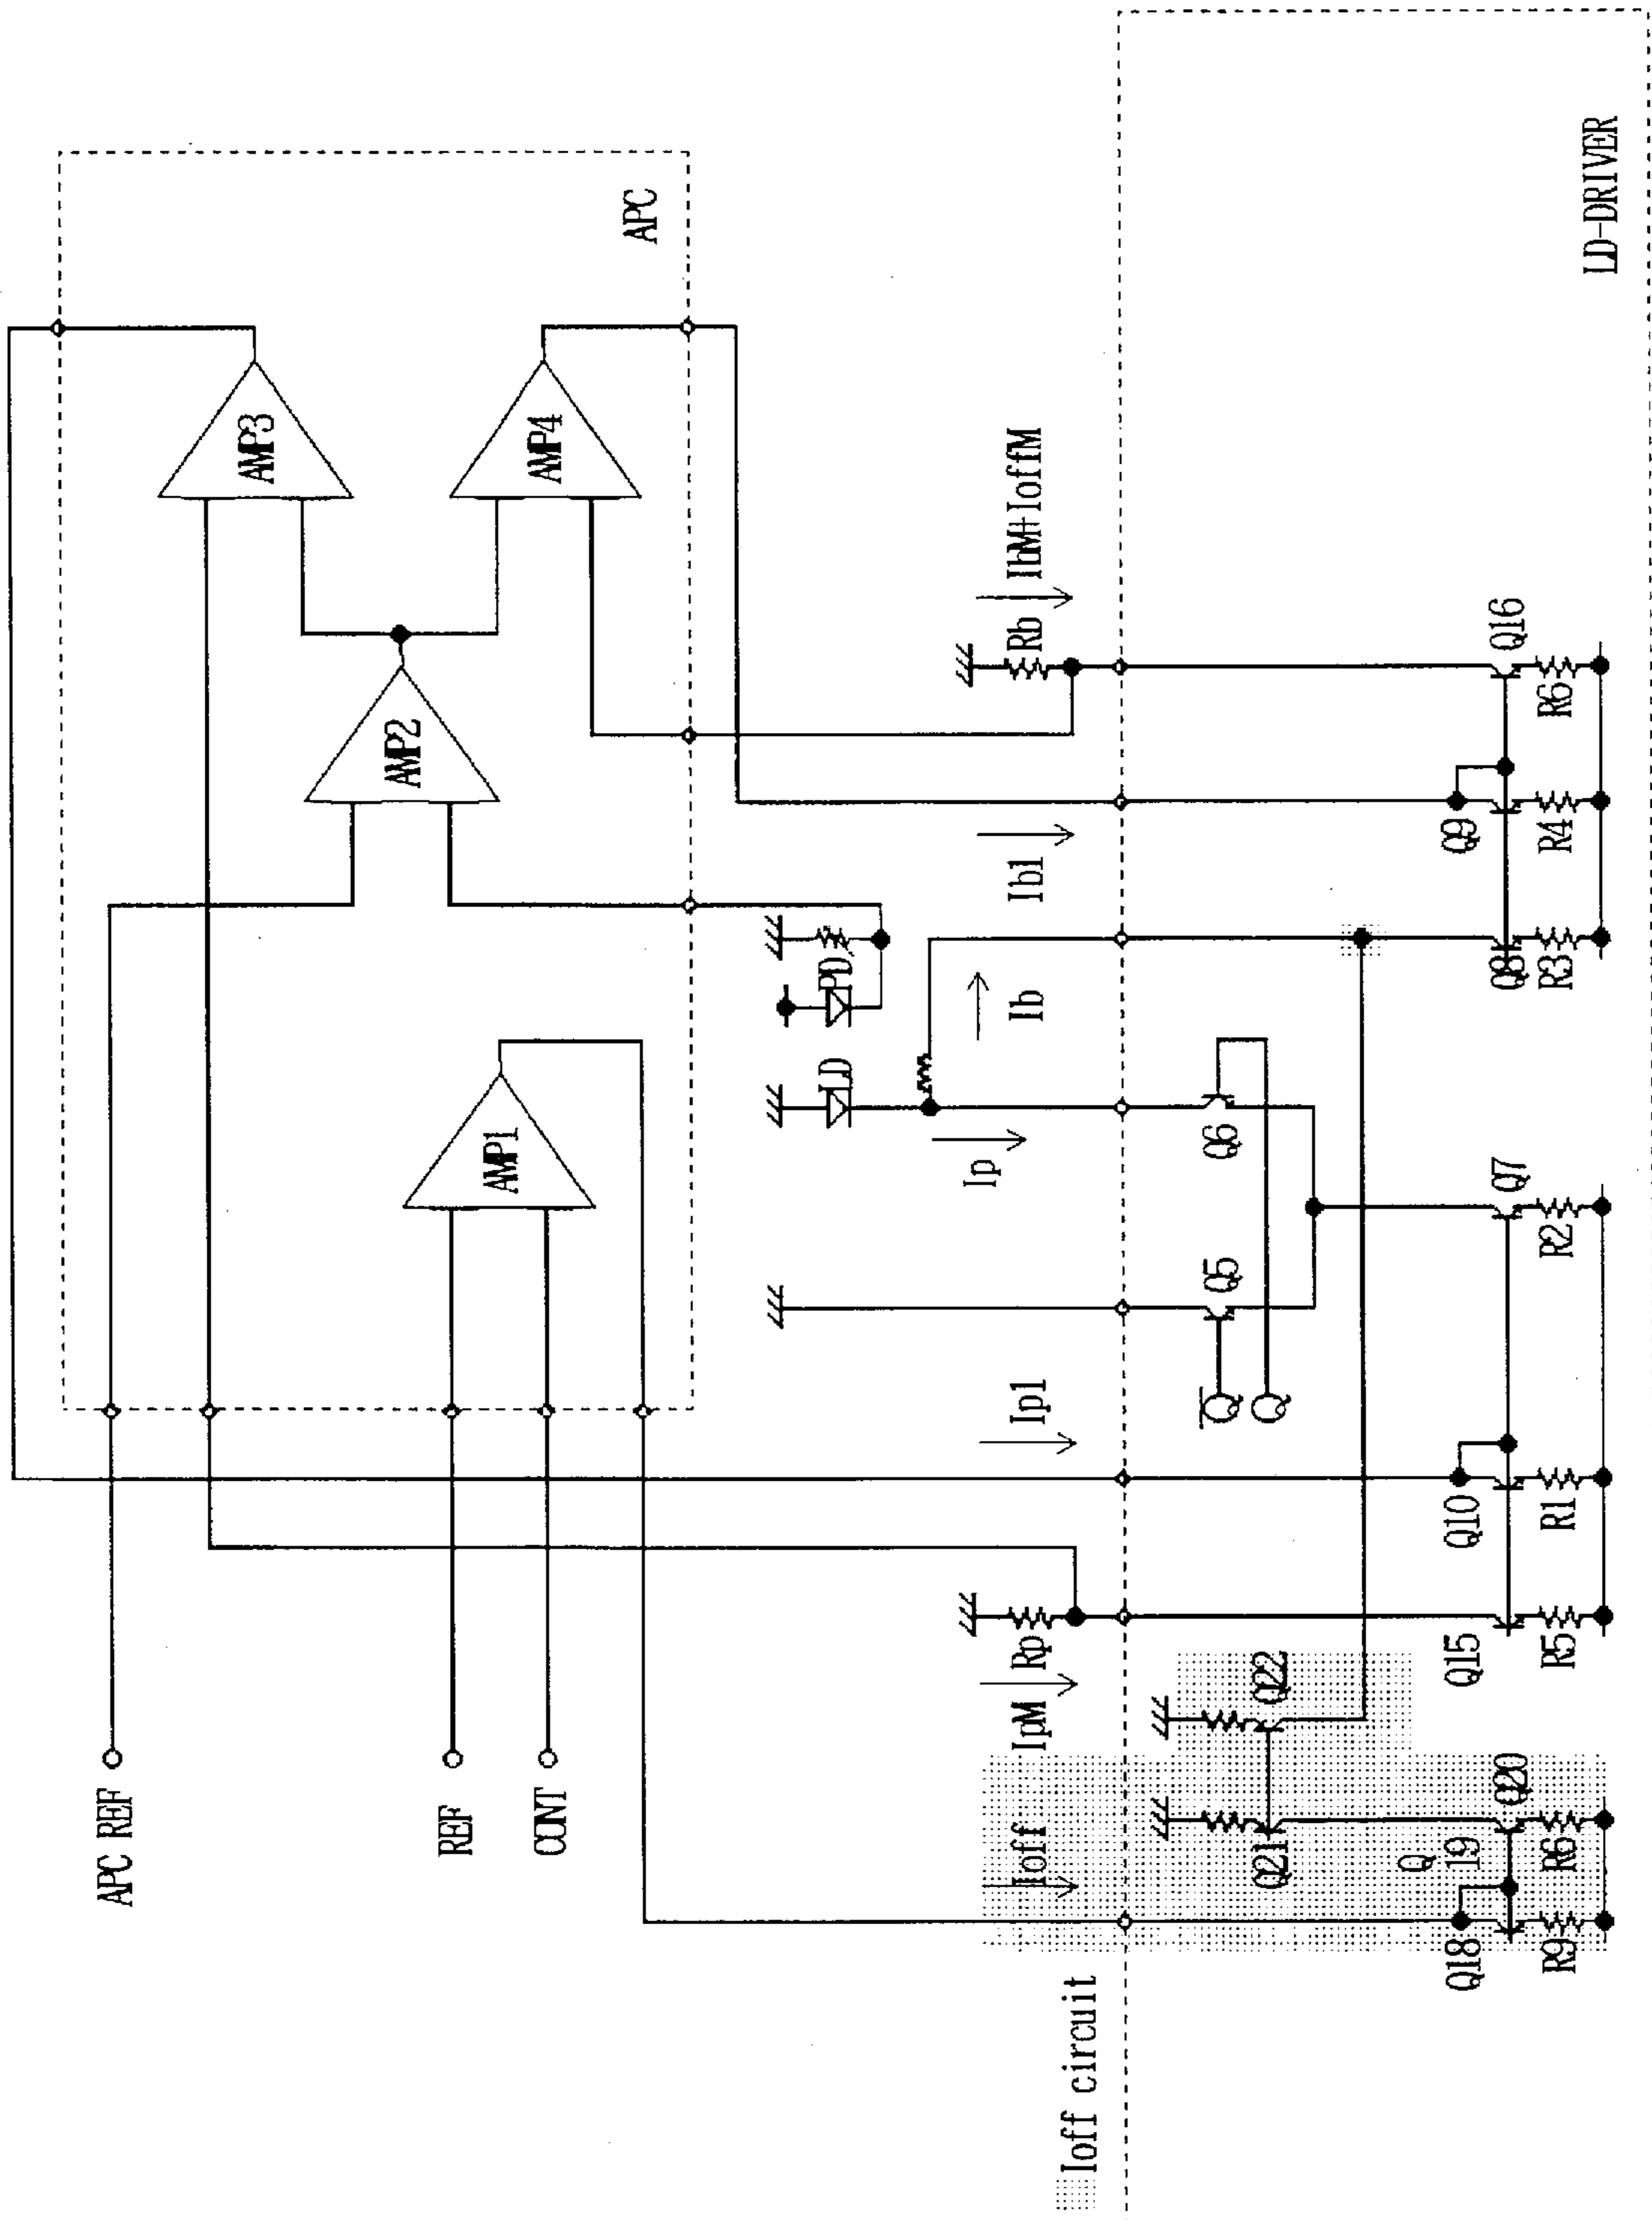 APC REF
REF
CONT
AMP1
AMP2
AMP3
AMP4
APC
Ioff circuit
Ioff
IpM
Rp
Ip1
Ip
LD
PD
Ib
Ib1
Rb
IbM+IoffM
Q21
Q22
Q̅
Q
Q5
Q6
Q18
Q
19
Q20
Q15
Q10
Q7
Q8
Q9
Q16
R9
R6
R5
R1
R2
R3
R4
R6
LD-DRIVER